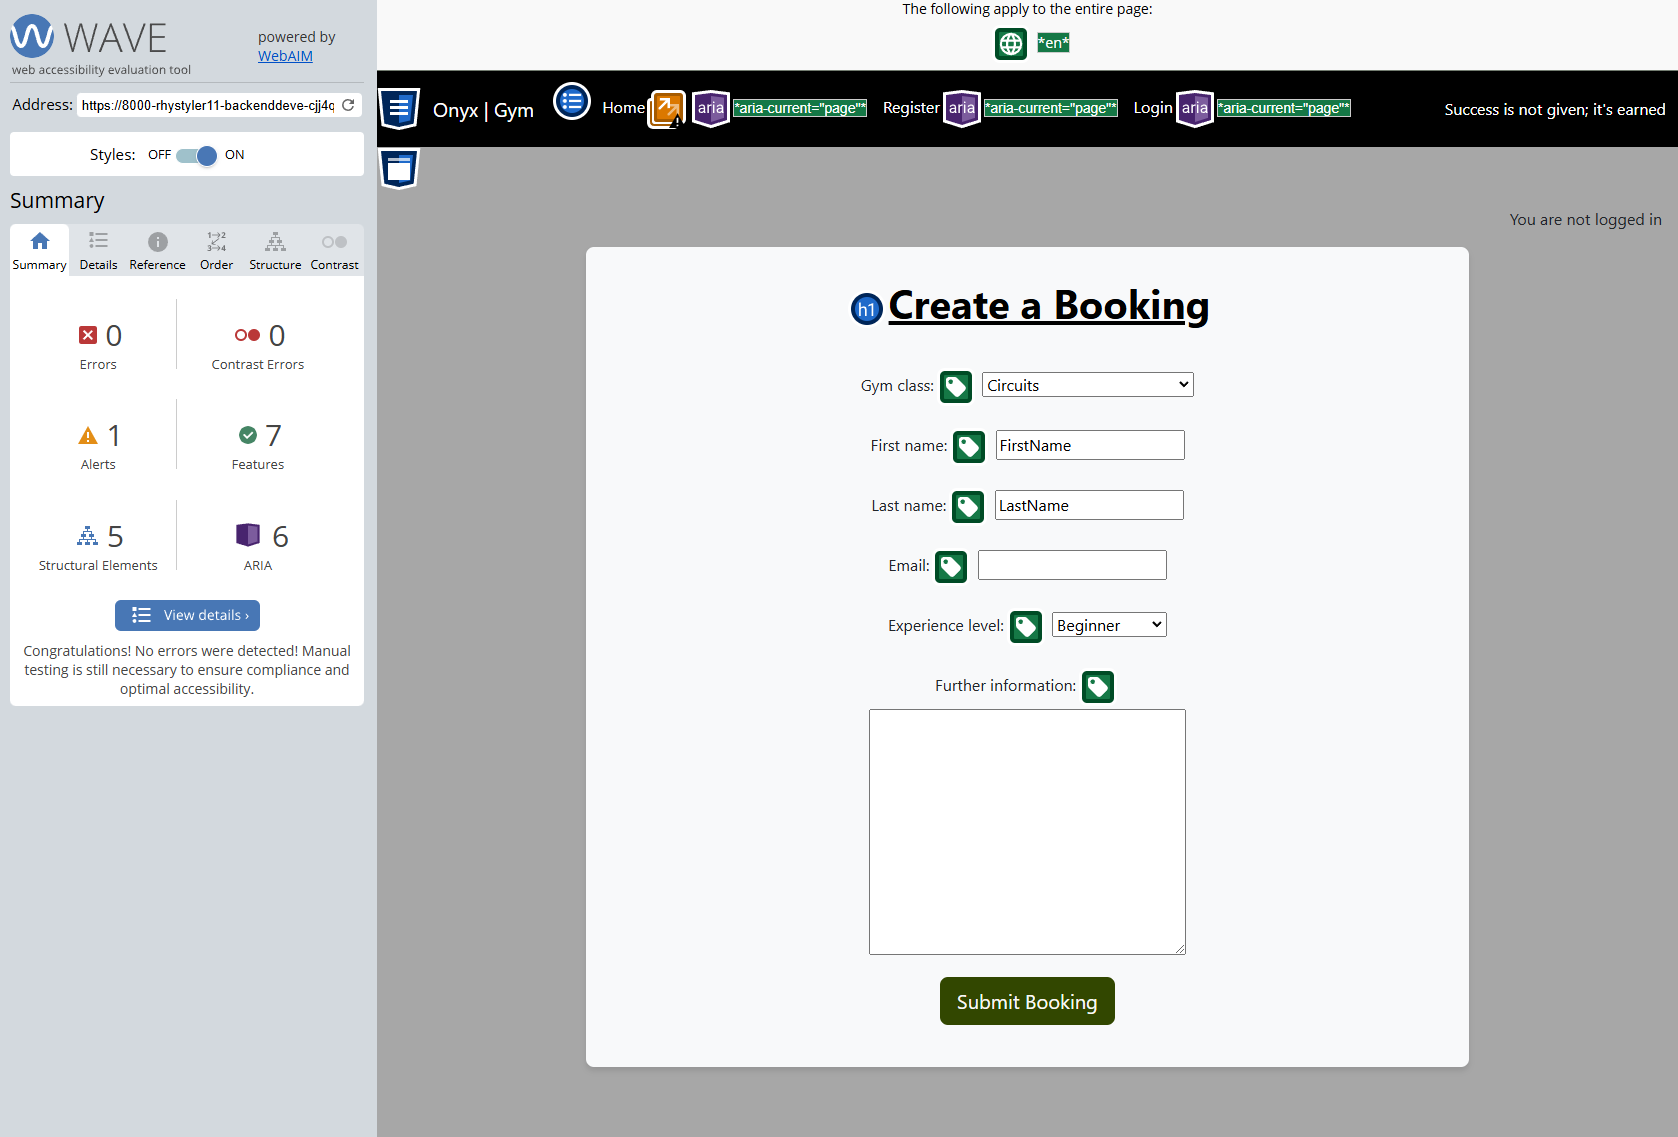 WAVE
powered by
WebAIM
web accessibility evaluation tool
Address: https://8000-rhystyler11-backenddeve-cjj4q
Styles: OFF ON
Summary
Summary Details Reference Order Structure Contrast
0
Errors
0
Contrast Errors
1
Alerts
7
Features
5
Structural Elements
6
ARIA
View details ›
Congratulations! No errors were detected! Manual
testing is still necessary to ensure compliance and
optimal accessibility.
The following apply to the entire page:
*en*
Onyx | Gym Home aria *aria-current="page"* Register aria *aria-current="page"* Login aria *aria-current="page"* Success is not given; it's earned
You are not logged in
h1 Create a Booking
Gym class: Circuits
First name: FirstName
Last name: LastName
Email:
Experience level: Beginner
Further information:
Submit Booking